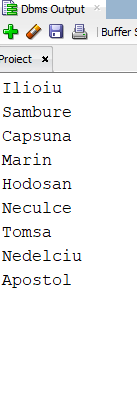 Dbms Output
Buffer S
Proiect
Ilioiu
Sambure
Capsuna
Marin
Hodosan
Neculce
Tomsa
Nedelciu
Apostol